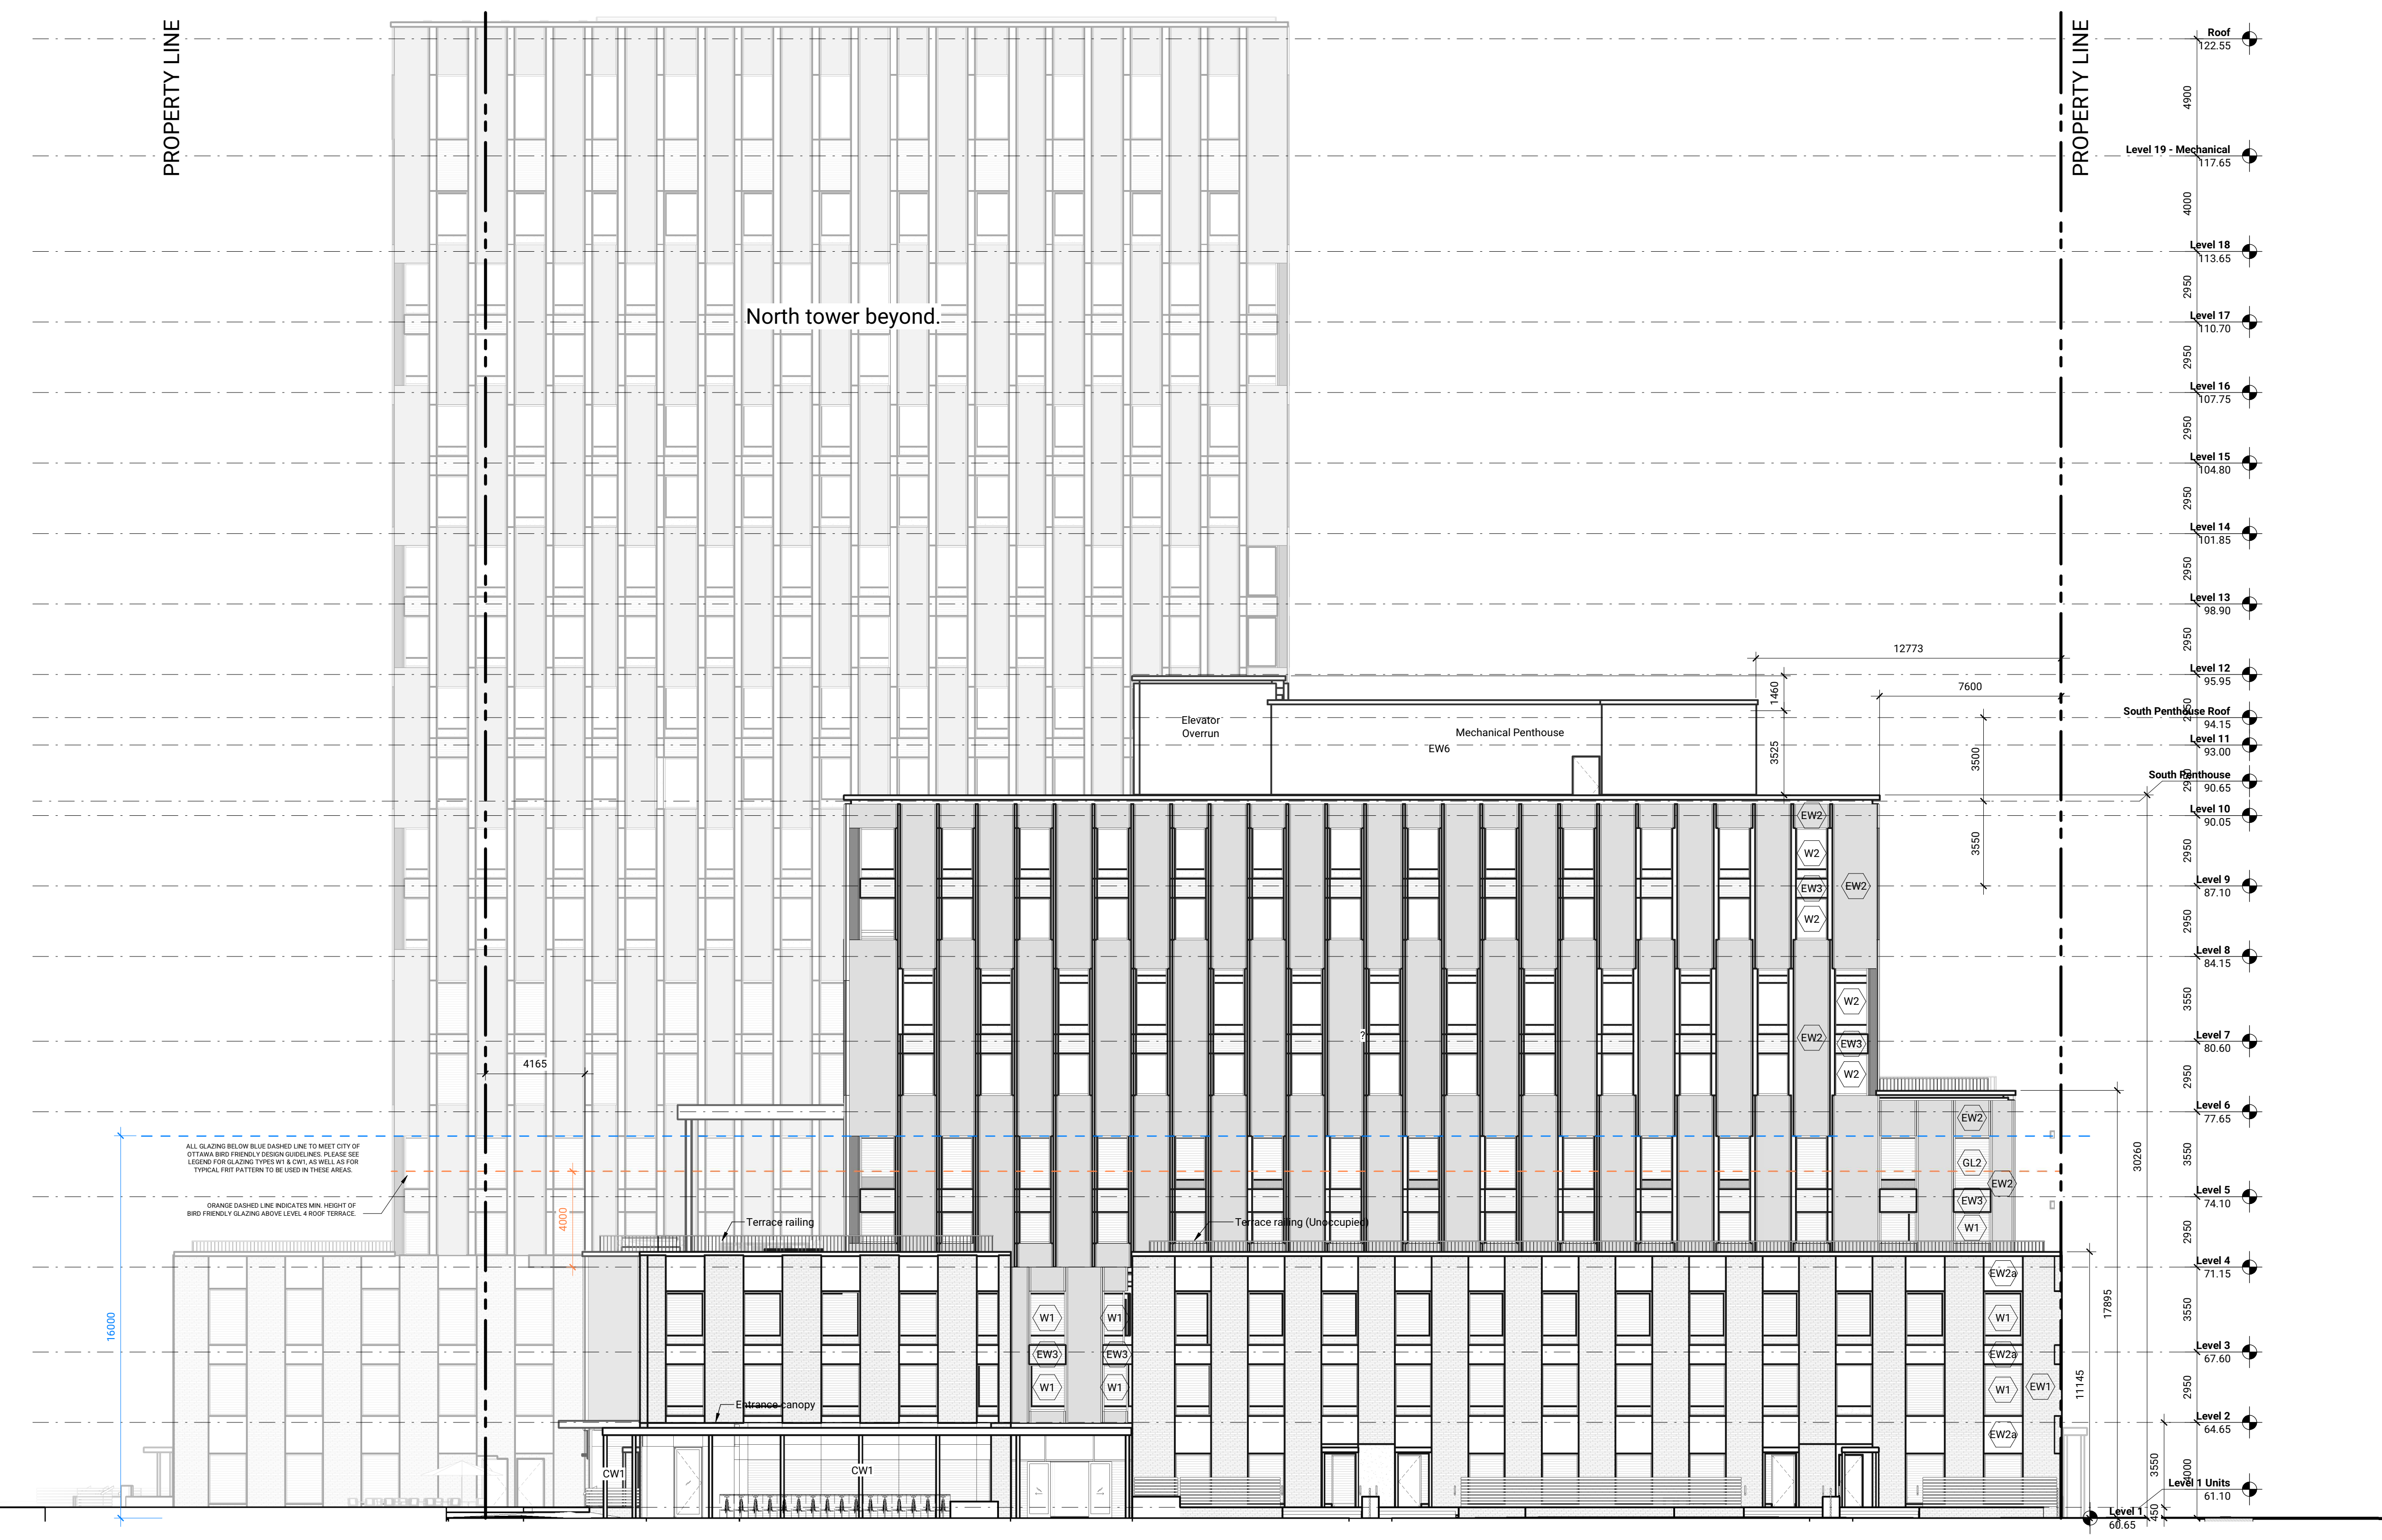 PROPERTY LINE
PROPERTY LINE
Roof
122.55
4900
Level 19 - Mechanical
117.65
4000
Level 18
113.65
2950
North tower beyond.
Level 17
110.70
2950
Level 16
107.75
2950
Level 15
104.80
2950
Level 14
101.85
2950
Level 13
98.90
2950
12773
Level 12
95.95
7600
1460
South Penthouse Roof
94.15
Elevator
Overrun
Mechanical Penthouse
EW6
3525
3500
Level 11
93.00
South Penthouse
90.65
Level 10
90.05
EW2
W2
3550
2950
EW3
EW2
Level 9
87.10
W2
2950
Level 8
84.15
W2
3550
?
EW2
EW3
Level 7
80.60
4165
W2
2950
EW2
Level 6
77.65
ALL GLAZING BELOW BLUE DASHED LINE TO MEET CITY OF
OTTAWA BIRD FRIENDLY DESIGN GUIDELINES. PLEASE SEE
LEGEND FOR GLAZING TYPES W1 & CW1, AS WELL AS FOR
TYPICAL FRIT PATTERN TO BE USED IN THESE AREAS.
GL2
30260
3550
EW2
EW3
Level 5
74.10
ORANGE DASHED LINE INDICATES MIN. HEIGHT OF
BIRD FRIENDLY GLAZING ABOVE LEVEL 4 ROOF TERRACE.
4000
Terrace railing
Terrace railing (Unoccupied)
W1
2950
Level 4
71.15
EW2a
16000
W1
W1
W1
17895
3550
EW3
EW3
EW2a
Level 3
67.60
W1
W1
W1
EW1
11145
2950
Entrance canopy
Level 2
64.65
EW2a
CW1
CW1
3550
4000
Level 1 Units
61.10
450
Level 1
60.65